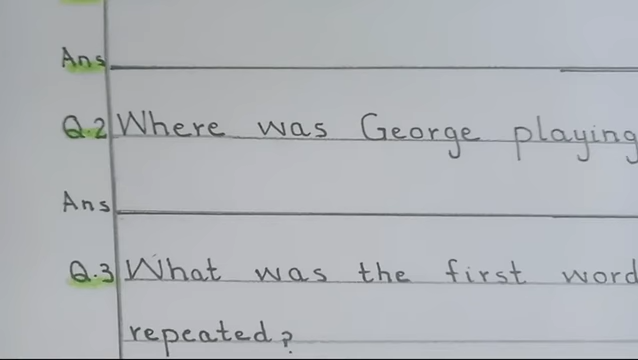 Ans
Q.2 Where was George playing
Ans
Q.3 What was the first word
repeated?